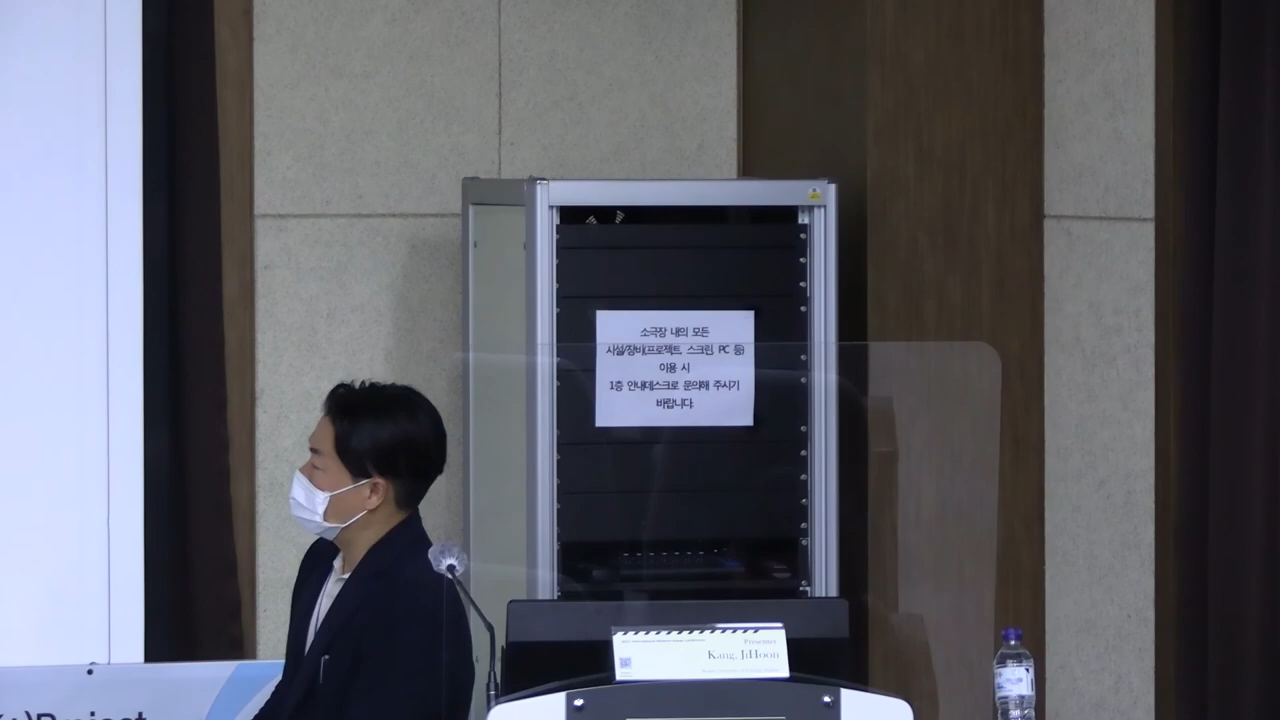 소극장 내의 모든
시설/장비(프로젝트, 스크린, PC 등)
이용 시
1층 안내데스크로 문의해 주시기
바랍니다.
Presenter
Kang, JiHoon
)Project